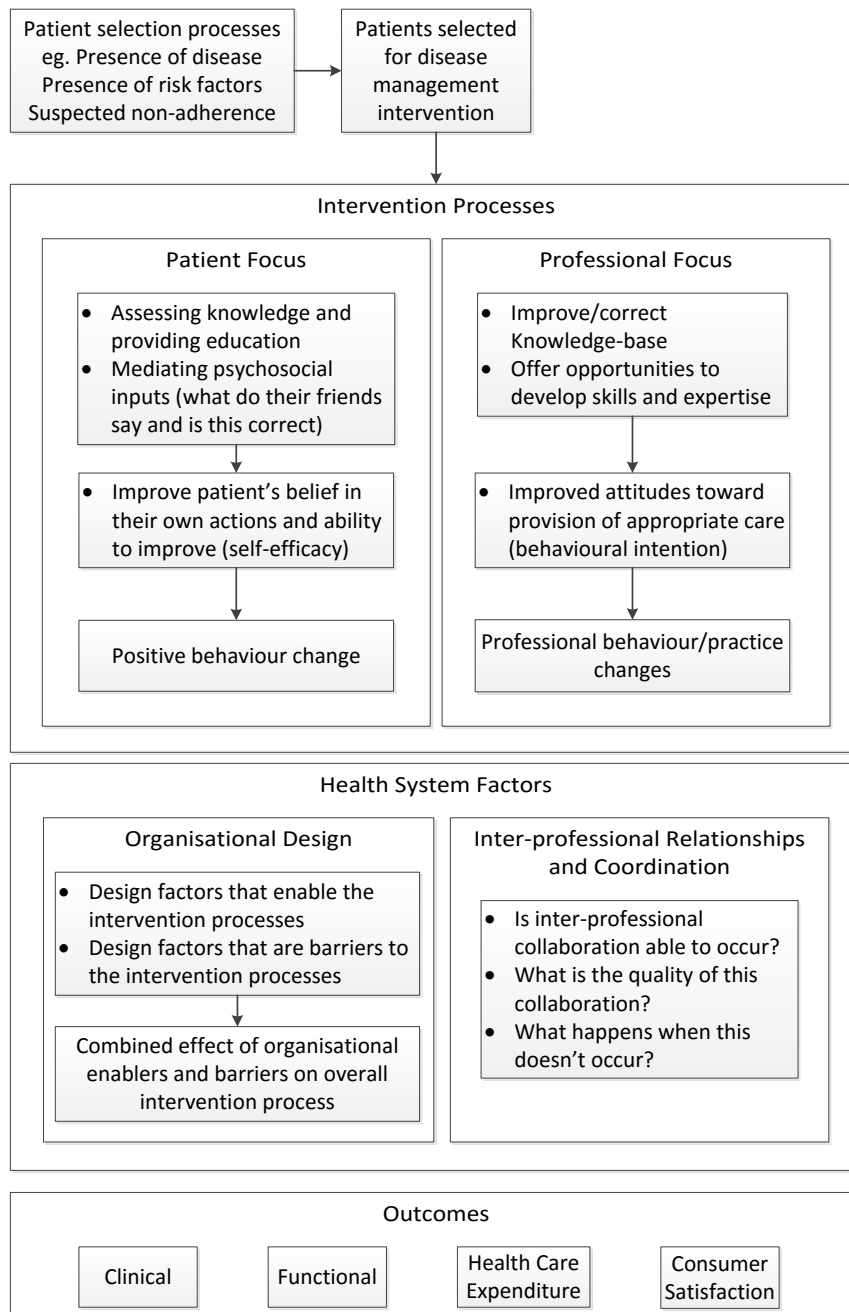 Patient selection processes
eg. Presence of disease
Presence of risk factors
Suspected non-adherence
Patients selected
for disease
management
intervention
Intervention Processes
Patient Focus
• Assessing knowledge and
providing education
• Mediating psychosocial
inputs (what do their friends
say and is this correct)
• Improve patient’s belief in
their own actions and ability
to improve (self-efficacy)
Positive behaviour change
Professional Focus
• Improve/correct
Knowledge-base
• Offer opportunities to
develop skills and expertise
• Improved attitudes toward
provision of appropriate care
(behavioural intention)
Professional behaviour/practice
changes
Health System Factors
Organisational Design
• Design factors that enable the
intervention processes
• Design factors that are barriers to
the intervention processes
Combined effect of organisational
enablers and barriers on overall
intervention process
Inter-professional Relationships
and Coordination
• Is inter-professional
collaboration able to occur?
• What is the quality of this
collaboration?
• What happens when this
doesn’t occur?
Outcomes
Clinical
Functional
Health Care
Expenditure
Consumer
Satisfaction